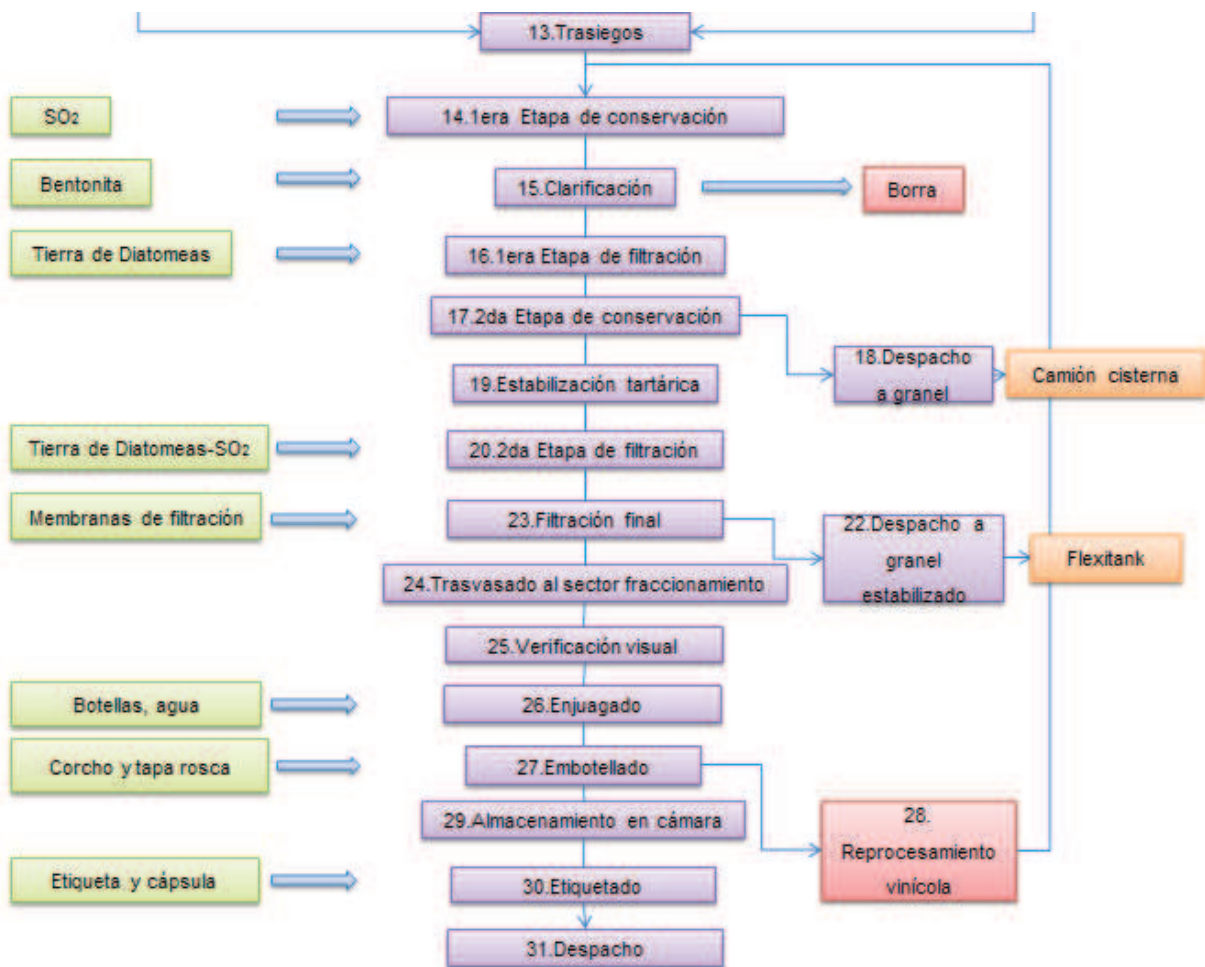 13.Trasiegos
SO₂
14.1era Etapa de conservación
Bentonita
15.Clarificación
Borra
Tierra de Diatomeas
16.1era Etapa de filtración
17.2da Etapa de conservación
18.Despacho
a granel
Camión cisterna
19.Estabilización tartárica
Tierra de Diatomeas-SO₂
20.2da Etapa de filtración
Membranas de filtración
23.Filtración final
22.Despacho a
granel
estabilizado
Flexitank
24.Trasvasado al sector fraccionamiento
25.Verificación visual
Botellas, agua
26.Enjuagado
Corcho y tapa rosca
27.Embotellado
29.Almacenamiento en cámara
28.
Reprocesamiento
vinícola
Etiqueta y cápsula
30.Etiquetado
31.Despacho